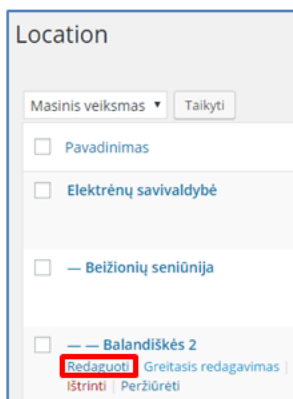 Location
Masinis veiksmas Taikyti
Pavadinimas
Elektrėnų savivaldybė
— Beižionių seniūnija
— — Balandiškės 2
Redaguoti | Greitasis redagavimas |
Ištrinti | Peržiūrėti